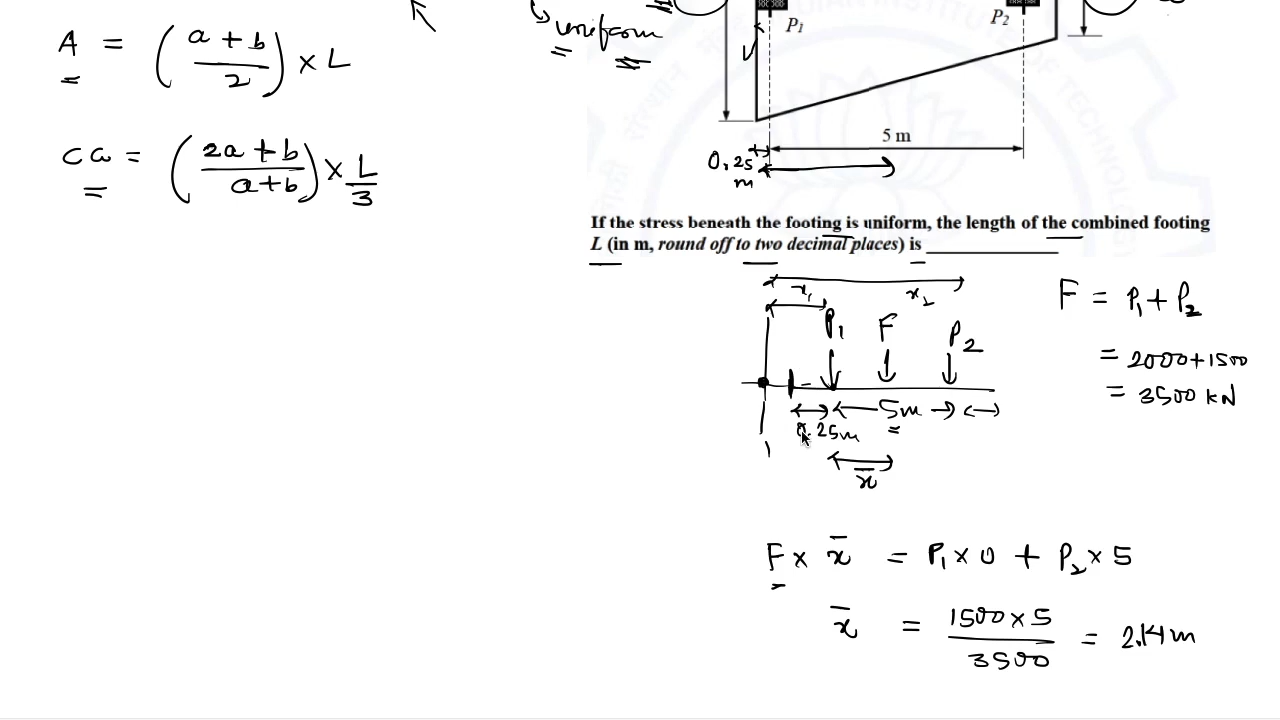 A = (a + b / 2) × L
CG = (2a + b / a + b) × L/3
uniform
P1
P2
5 m
0.25 m
If the stress beneath the footing is uniform, the length of the combined footing
L (in m, round off to two decimal places) is ____________
x1
x2
P1 F P2
5m
0.25m
x̄
F = P1 + P2
= 2000+1500
= 3500 kN
F × x̄ = P1 × 0 + P2 × 5
x̄ = 1500 × 5 / 3500 = 2.14 m